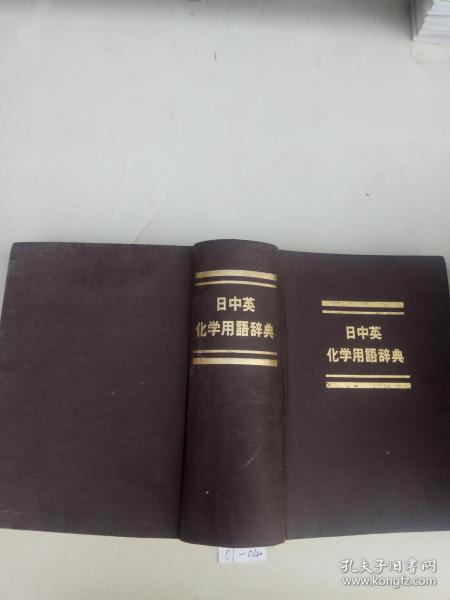 日中英
化学用語辞典
日中英
化学用語辞典
01-04
孔夫子旧书网
www.kongfz.com